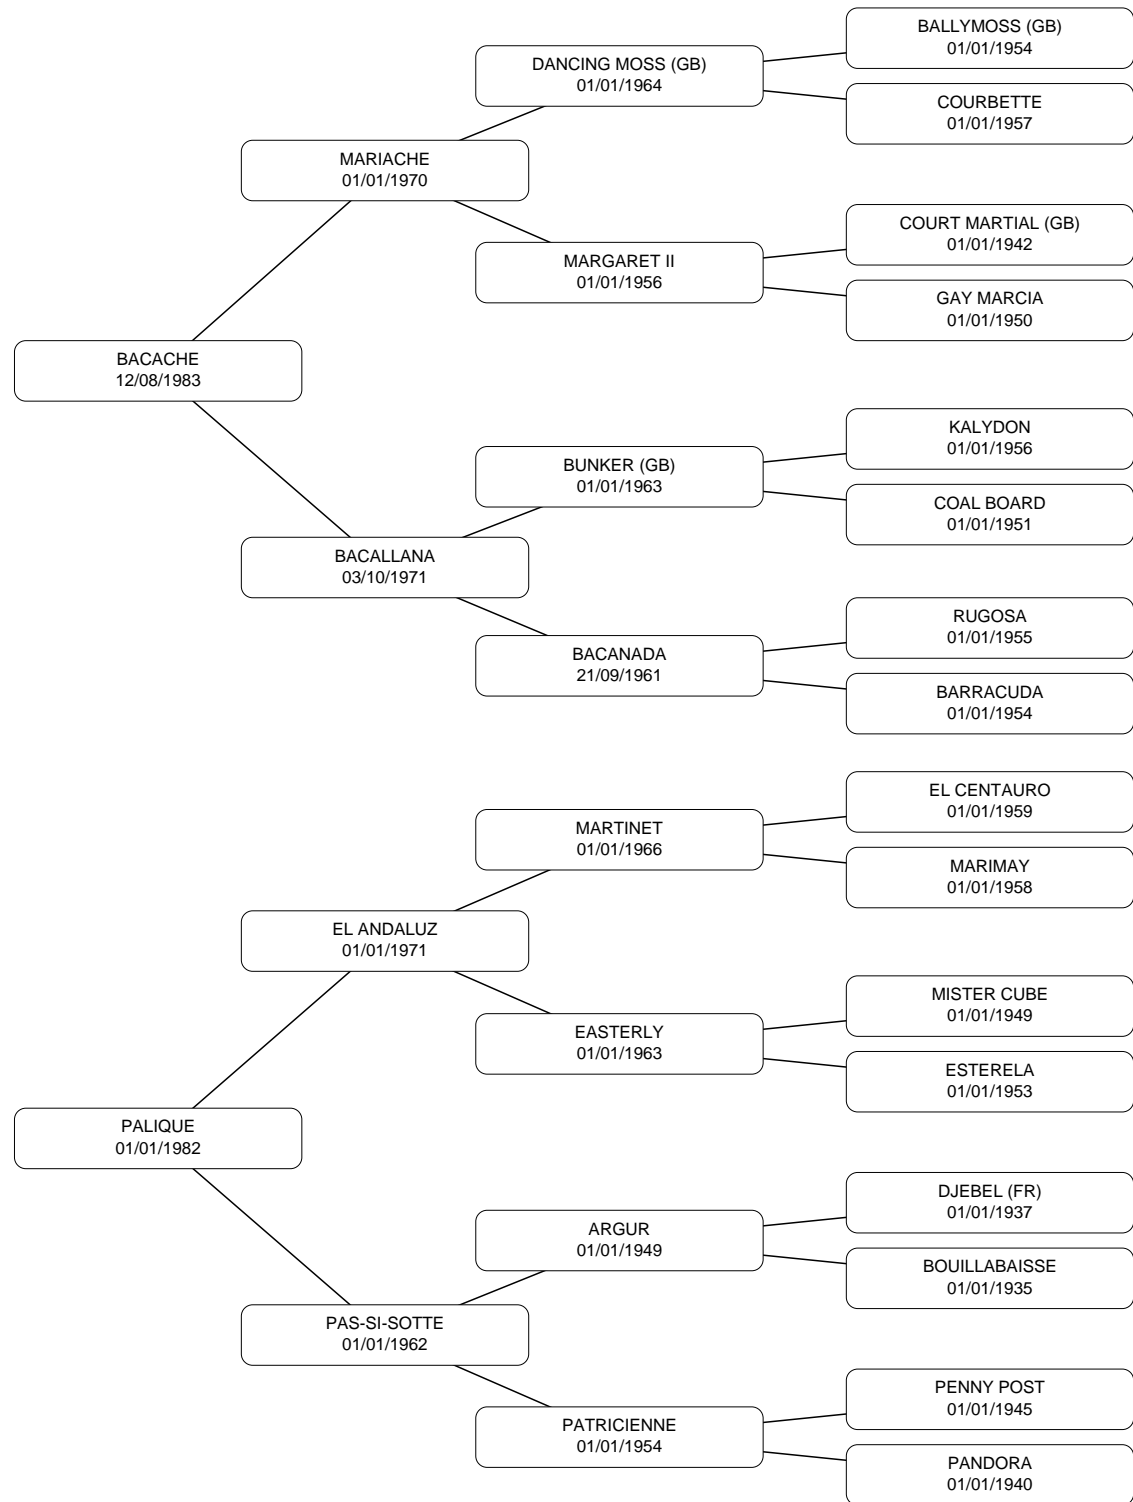 BALLYMOSS (GB)
01/01/1954
DANCING MOSS (GB)
01/01/1964
COURBETTE
01/01/1957
MARIACHE
01/01/1970
COURT MARTIAL (GB)
01/01/1942
MARGARET II
01/01/1956
GAY MARCIA
01/01/1950
BACACHE
12/08/1983
KALYDON
01/01/1956
BUNKER (GB)
01/01/1963
COAL BOARD
01/01/1951
BACALLANA
03/10/1971
RUGOSA
01/01/1955
BACANADA
21/09/1961
BARRACUDA
01/01/1954
EL CENTAURO
01/01/1959
MARTINET
01/01/1966
MARIMAY
01/01/1958
EL ANDALUZ
01/01/1971
MISTER CUBE
01/01/1949
EASTERLY
01/01/1963
ESTERELA
01/01/1953
PALIQUE
01/01/1982
DJEBEL (FR)
01/01/1937
ARGUR
01/01/1949
BOUILLABAISSE
01/01/1935
PAS-SI-SOTTE
01/01/1962
PENNY POST
01/01/1945
PATRICIENNE
01/01/1954
PANDORA
01/01/1940